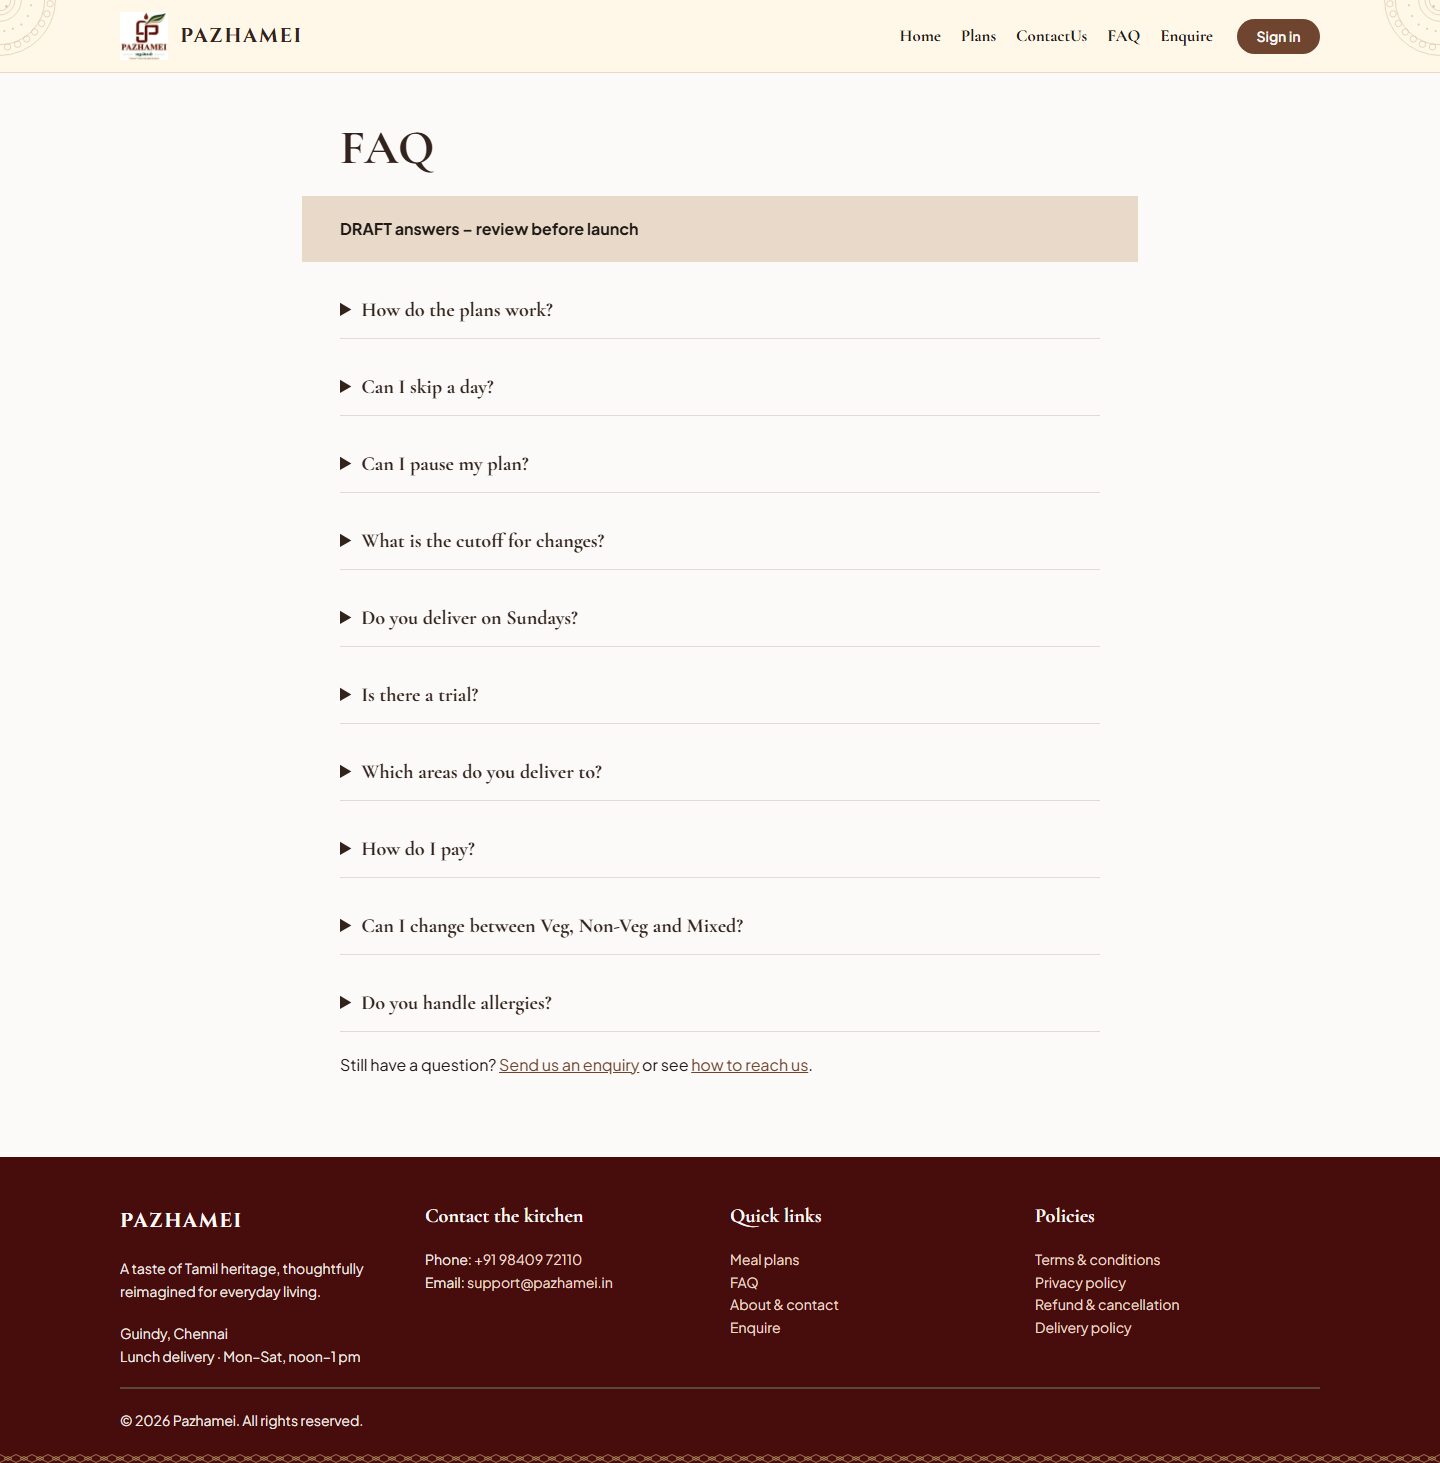 PAZHAMEI
PAZHAMEI
Home Plans ContactUs FAQ Enquire Sign in
FAQ
DRAFT answers – review before launch
How do the plans work?
Can I skip a day?
Can I pause my plan?
What is the cutoff for changes?
Do you deliver on Sundays?
Is there a trial?
Which areas do you deliver to?
How do I pay?
Can I change between Veg, Non-Veg and Mixed?
Do you handle allergies?
Still have a question? Send us an enquiry or see how to reach us.
PAZHAMEI
A taste of Tamil heritage, thoughtfully
reimagined for everyday living.
Guindy, Chennai
Lunch delivery · Mon–Sat, noon–1 pm
Contact the kitchen
Phone: +91 98409 72110
Email: support@pazhamei.in
Quick links
Meal plans
FAQ
About & contact
Enquire
Policies
Terms & conditions
Privacy policy
Refund & cancellation
Delivery policy
© 2026 Pazhamei. All rights reserved.